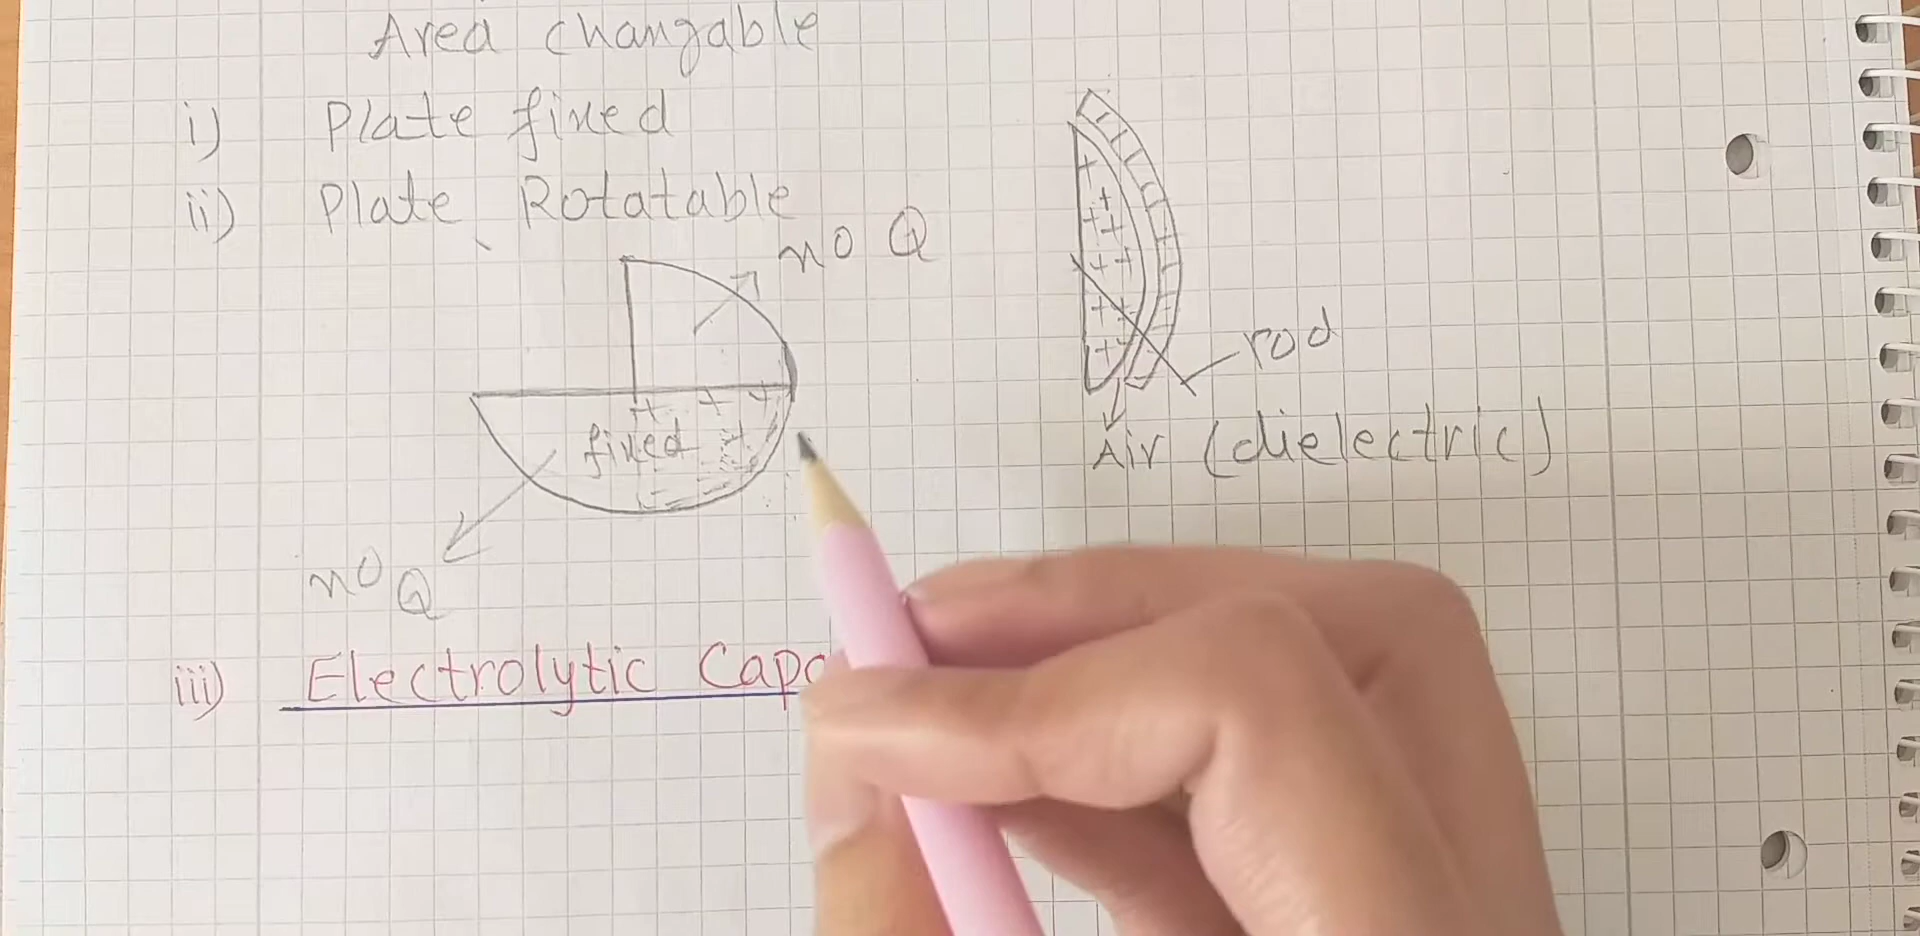 Area changable
i) Plate fixed
ii) Plate Rotatable
no Q
rod
fixed
Air (dielectric)
no Q
iii) Electrolytic Capa